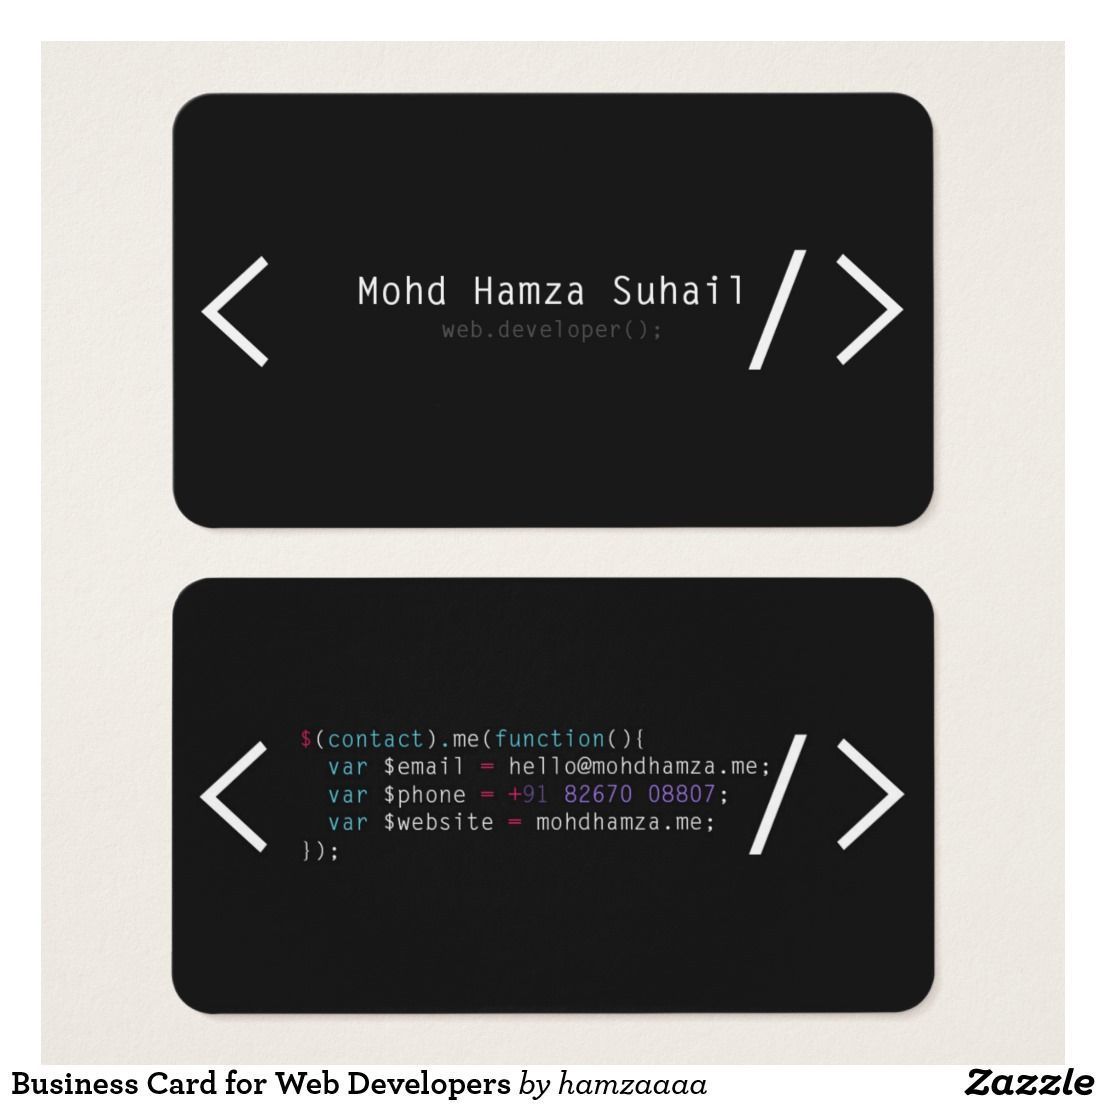 <
Mohd Hamza Suhail
web.developer();
/>
<
$(contact).me(function(){
var $email = hello@mohdhamza.me;
var $phone = +91 82670 08807;
var $website = mohdhamza.me;
});
/>
Business Card for Web Developers by hamzaaaa
Zazzle